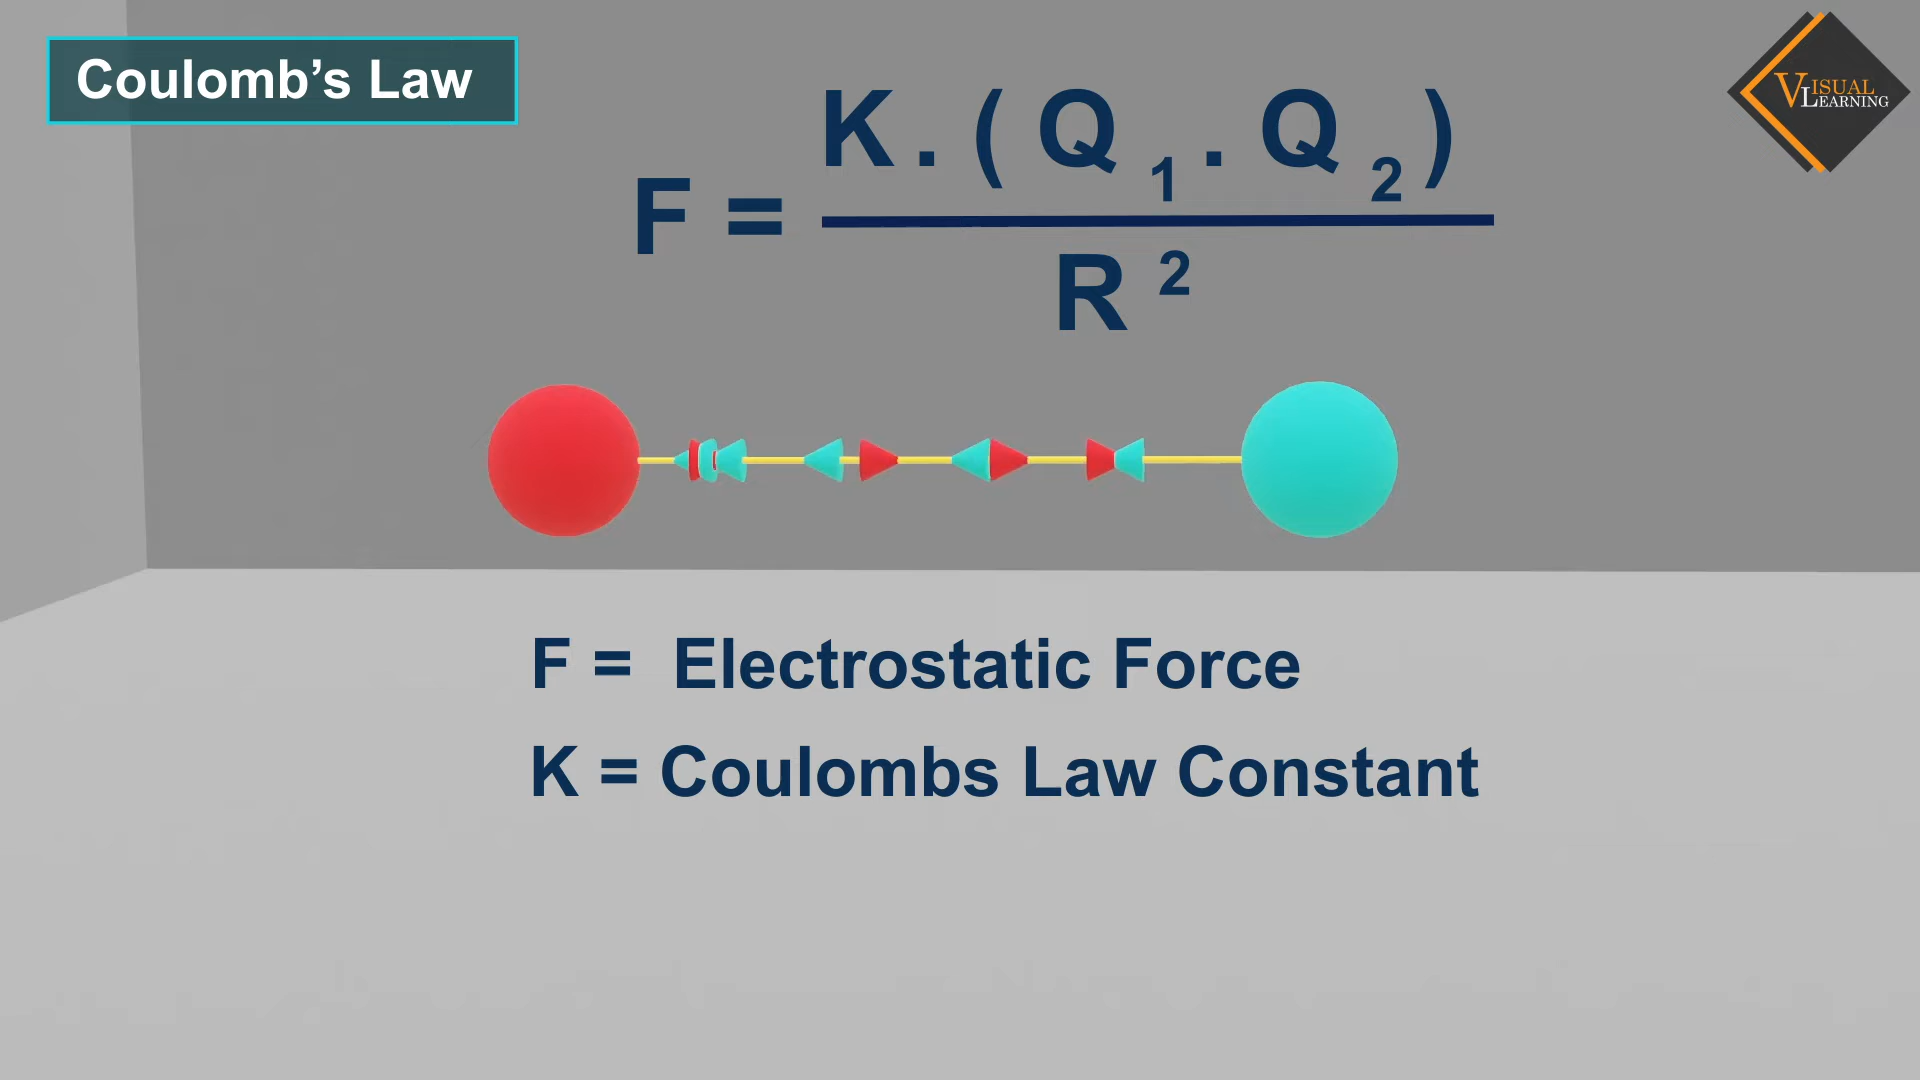 Coulomb’s Law
VISUAL
LEARNING
K . ( Q 1 . Q 2 )
F =
R 2
F = Electrostatic Force
K = Coulombs Law Constant